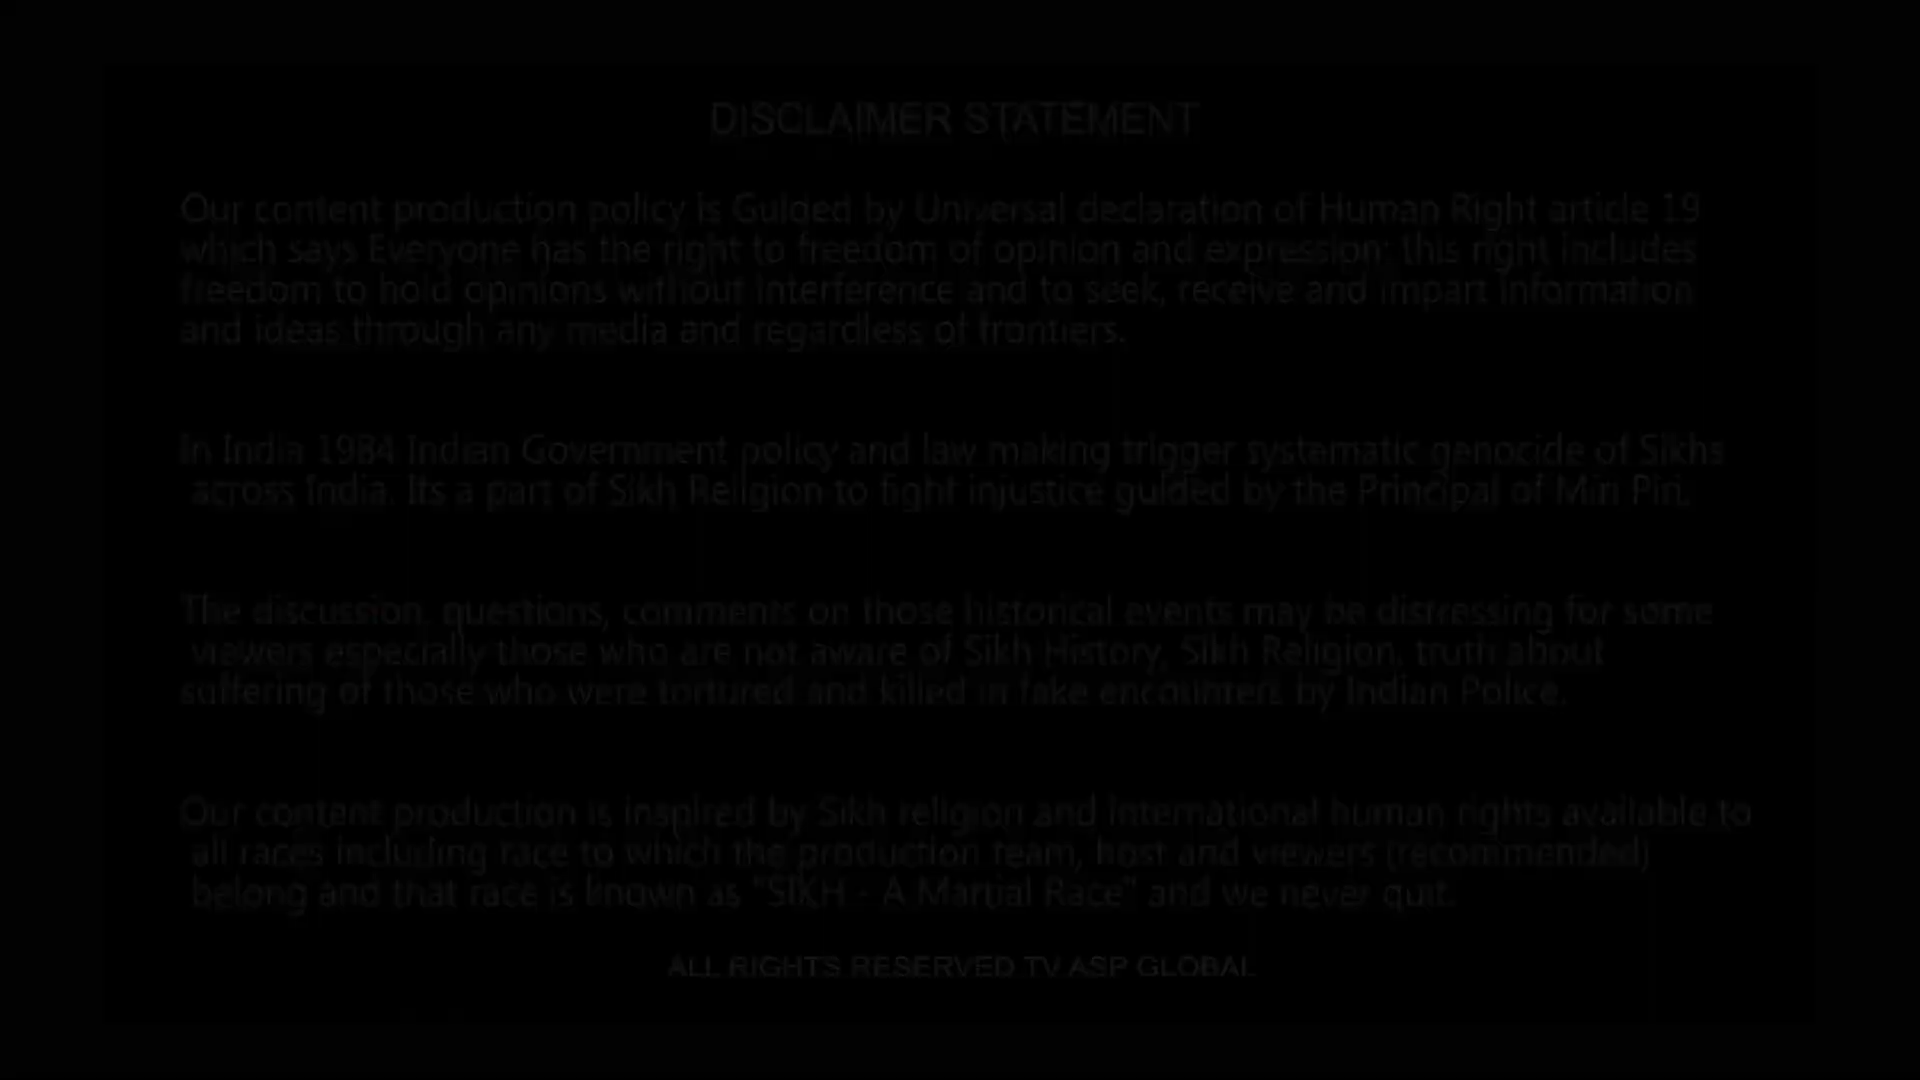 DISCLAIMER STATEMENT
Our content production policy is Guided by Universal declaration of Human Right article 19
which says Everyone has the right to freedom of opinion and expression; this right includes
freedom to hold opinions without interference and to seek, receive and impart information
and ideas through any media and regardless of frontiers.
In India 1984 Indian Government policy and law making trigger systematic genocide of Sikhs
across India. Its a part of Sikh Religion to fight injustice guided by the Principal of Miri Piri.
The discussion, questions, comments on those historical events may be distressing for some
viewers especially those who are not aware of Sikh History, Sikh Religion, truth about
suffering of those who were tortured and killed in fake encounters by Indian Police.
Our content production is inspired by Sikh religion and International human rights available to
all races including race to which the production team, host and viewers (recommended)
belong and that race is known as "SIKH - A Martial Race" and we never quit.
ALL RIGHTS RESERVED TV ASP GLOBAL